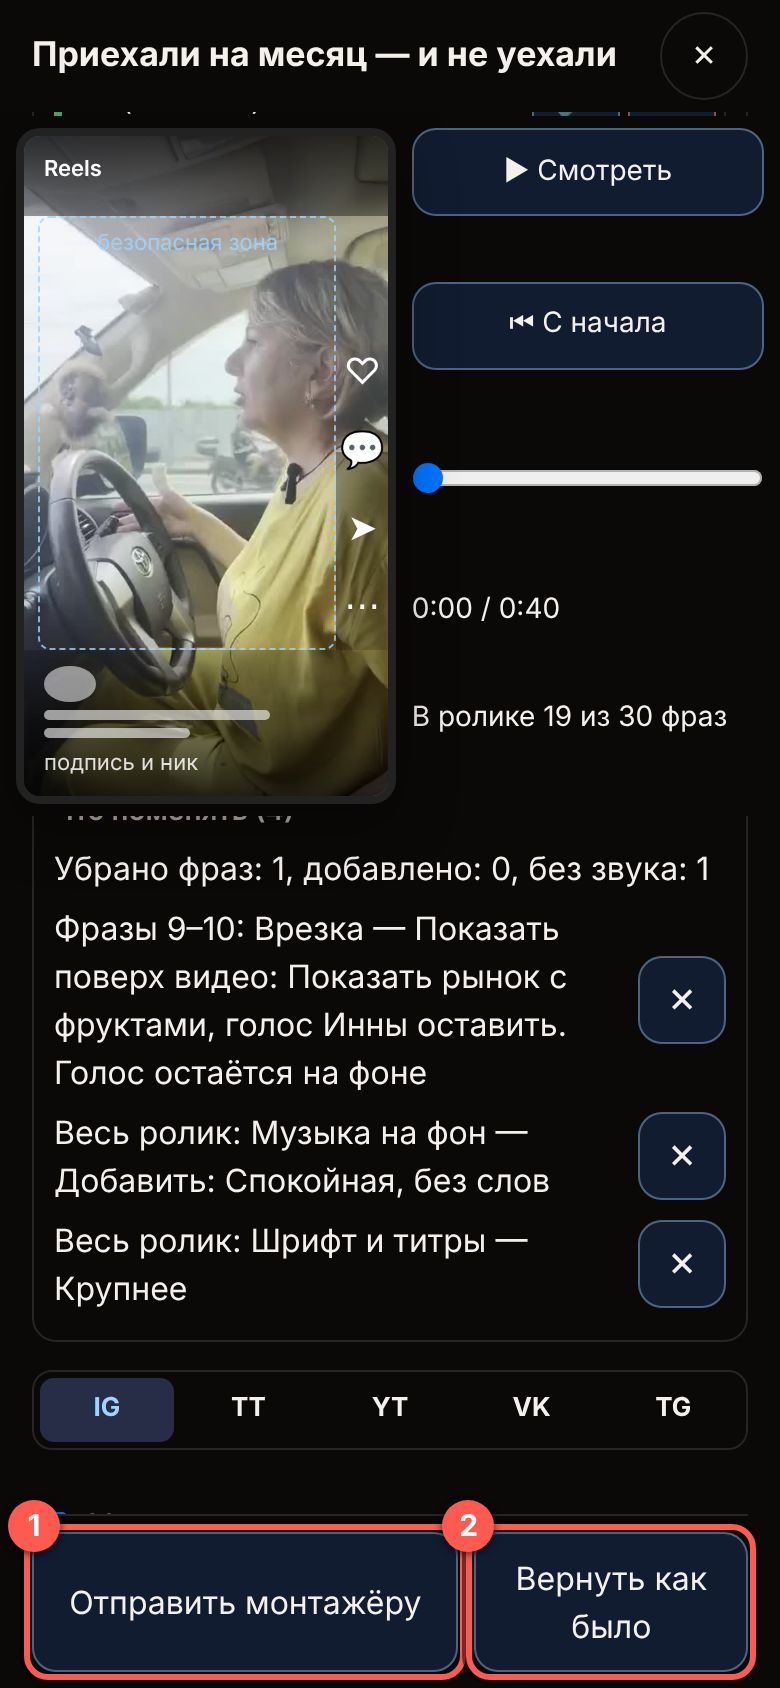 Приехали на месяц — и не уехали
✕
Reels
безопасная зона
подпись и ник
▶ Смотреть
⏮ С начала
0:00 / 0:40
В ролике 19 из 30 фраз
Убрано фраз: 1, добавлено: 0, без звука: 1
Фразы 9–10: Врезка — Показать
поверх видео: Показать рынок с
фруктами, голос Инны оставить.
Голос остаётся на фоне
✕
Весь ролик: Музыка на фон —
Добавить: Спокойная, без слов
✕
Весь ролик: Шрифт и титры —
Крупнее
✕
IG TT YT VK TG
1
Отправить монтажёру
2
Вернуть как
было